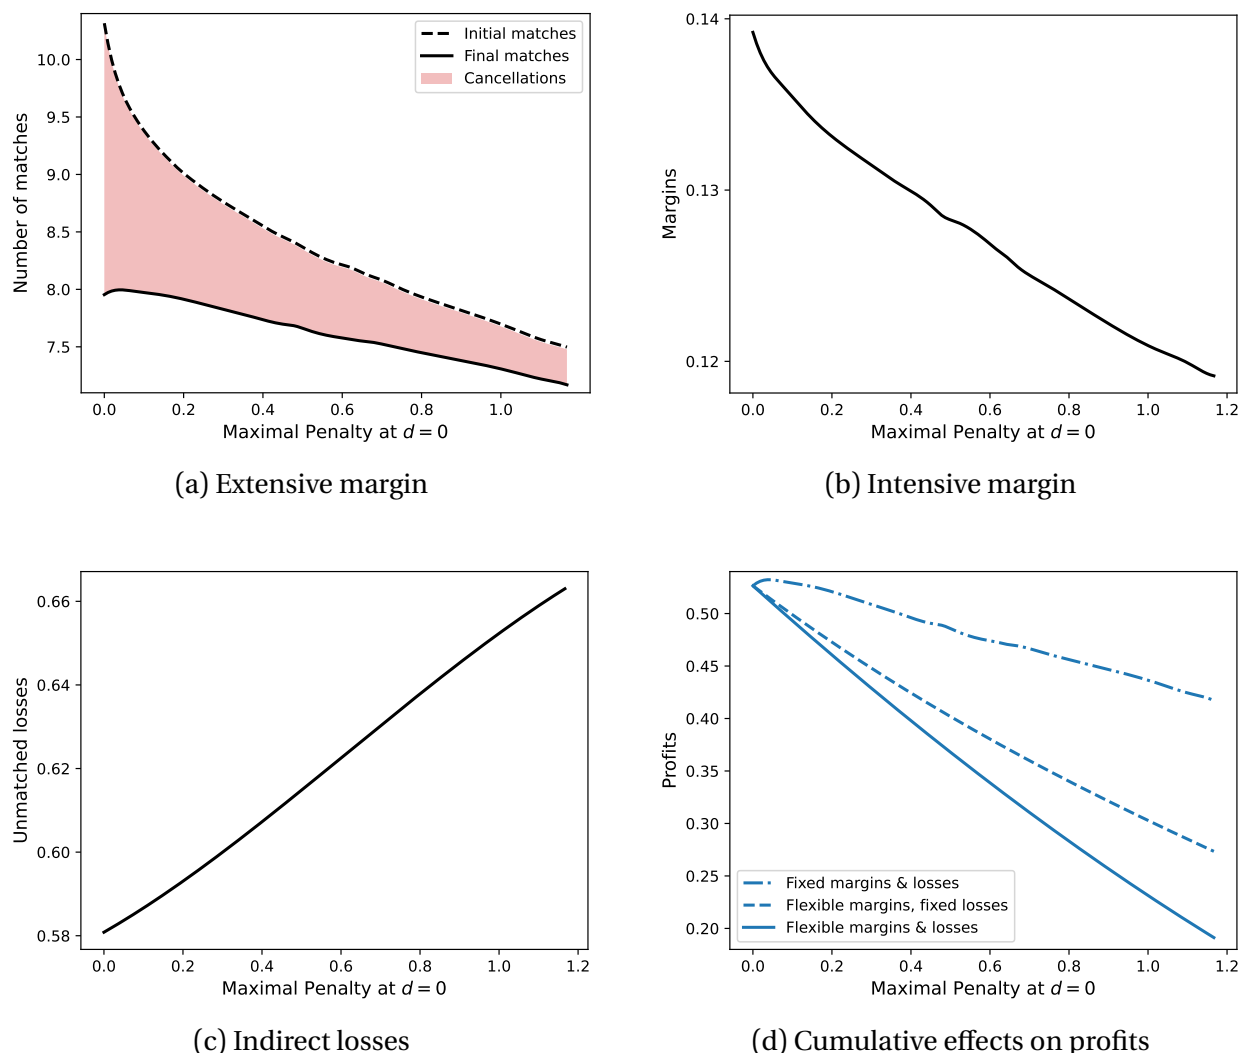 10.0
9.5
9.0
8.5
8.0
7.5
Number of matches
Initial matches
Final matches
Cancellations
0.0 0.2 0.4 0.6 0.8 1.0
Maximal Penalty at d = 0
(a) Extensive margin
0.14
0.13
0.12
Margins
0.0 0.2 0.4 0.6 0.8 1.0 1.2
Maximal Penalty at d = 0
(b) Intensive margin
0.66
0.64
0.62
0.60
0.58
Unmatched losses
0.0 0.2 0.4 0.6 0.8 1.0 1.2
Maximal Penalty at d = 0
(c) Indirect losses
0.50
0.45
0.40
0.35
0.30
0.25
0.20
Profits
Fixed margins & losses
Flexible margins, fixed losses
Flexible margins & losses
0.0 0.2 0.4 0.6 0.8 1.0 1.2
Maximal Penalty at d = 0
(d) Cumulative effects on profits